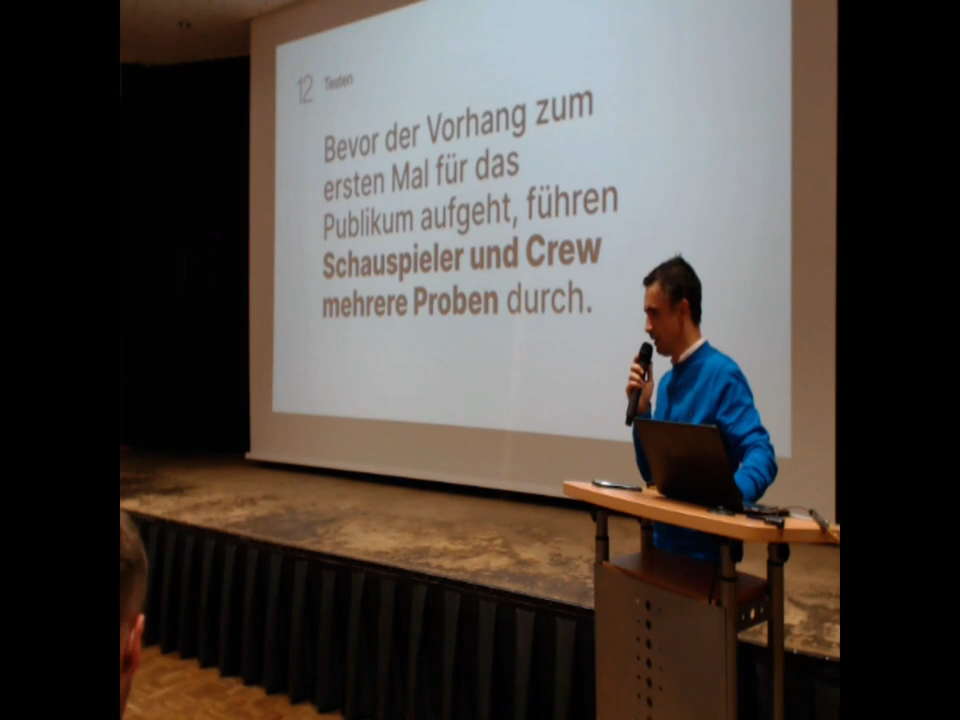 12 Testen
Bevor der Vorhang zum
ersten Mal für das
Publikum aufgeht, führen
Schauspieler und Crew
mehrere Proben durch.